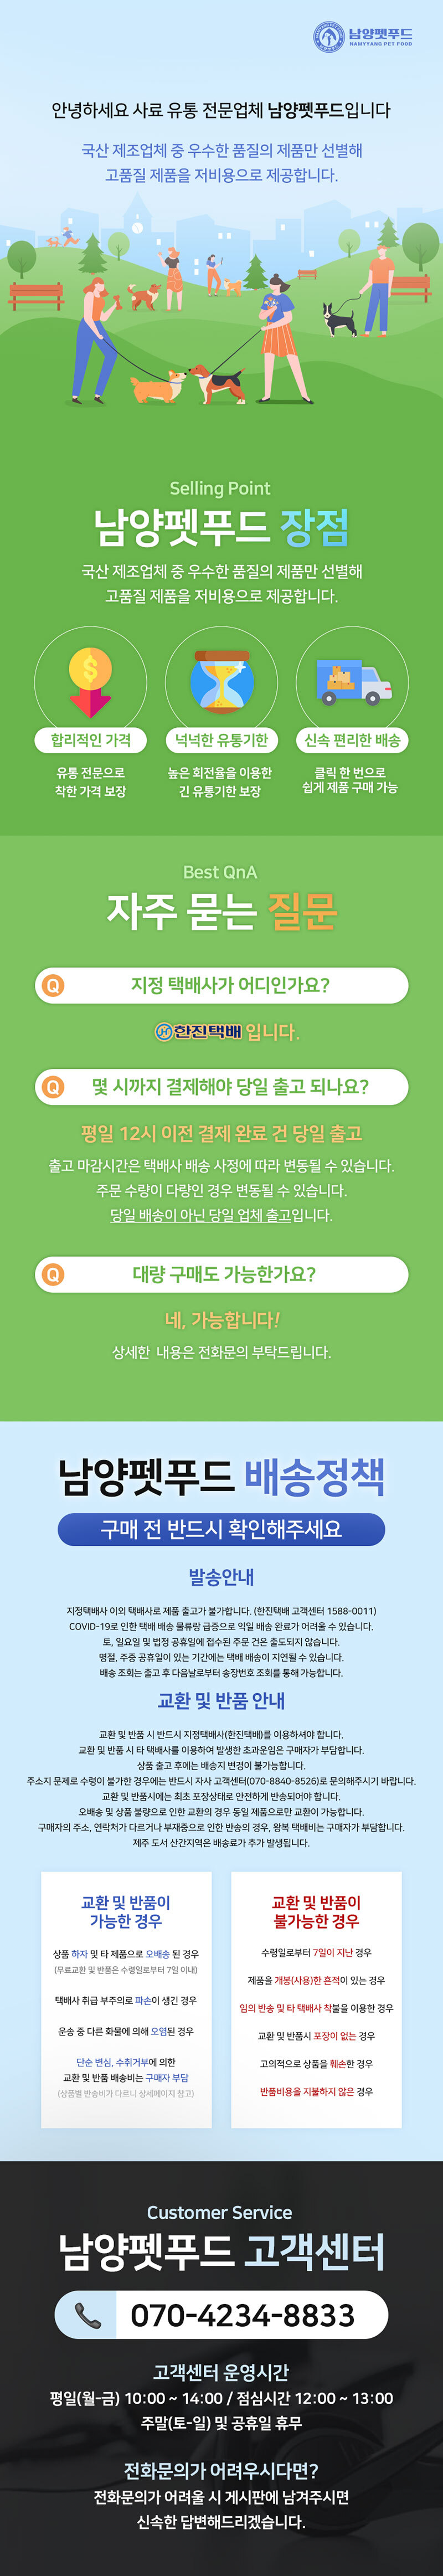 남양펫푸드
NAMYYANG PET FOOD
안녕하세요 사료 유통 전문업체 남양펫푸드입니다
국산 제조업체 중 우수한 품질의 제품만 선별해
고품질 제품을 저비용으로 제공합니다.
Selling Point
남양펫푸드 장점
국산 제조업체 중 우수한 품질의 제품만 선별해
고품질 제품을 저비용으로 제공합니다.
$
합리적인 가격
넉넉한 유통기한
신속 편리한 배송
유통 전문으로
착한 가격 보장
높은 회전율을 이용한
긴 유통기한 보장
클릭 한 번으로
쉽게 제품 구매 가능
Best QnA
자주 묻는 질문
Q 지정 택배사가 어디인가요?
한진택배 입니다.
Q 몇 시까지 결제해야 당일 출고 되나요?
평일 12시 이전 결제 완료 건 당일 출고
출고 마감시간은 택배사 배송 사정에 따라 변동될 수 있습니다.
주문 수량이 다량인 경우 변동될 수 있습니다.
당일 배송이 아닌 당일 업체 출고입니다.
Q 대량 구매도 가능한가요?
네, 가능합니다!
상세한 내용은 전화문의 부탁드립니다.
남양펫푸드 배송정책
구매 전 반드시 확인해주세요
발송안내
지정택배사 이외 택배사로 제품 출고가 불가합니다. (한진택배 고객센터 1588-0011)
COVID-19로 인한 택배 배송 물류량 급증으로 익일 배송 완료가 어려울 수 있습니다.
토, 일요일 및 법정 공휴일에 접수된 주문 건은 출도되지 않습니다.
명절, 주중 공휴일이 있는 기간에는 택배 배송이 지연될 수 있습니다.
배송 조회는 출고 후 다음날로부터 송장번호 조회를 통해 가능합니다.
교환 및 반품 안내
교환 및 반품 시 반드시 지정택배사(한진택배)를 이용하셔야 합니다.
교환 및 반품 시 타 택배사를 이용하여 발생한 초과운임은 구매자가 부담합니다.
상품 출고 후에는 배송지 변경이 불가능합니다.
주소지 문제로 수령이 불가한 경우에는 반드시 자사 고객센터(070-8840-8526)로 문의해주시기 바랍니다.
교환 및 반품시에는 최초 포장상태로 안전하게 반송되어야 합니다.
오배송 및 상품 불량으로 인한 교환의 경우 동일 제품으로만 교환이 가능합니다.
구매자의 주소, 연락처가 다르거나 부재중으로 인한 반송의 경우, 왕복 택배비는 구매자가 부담합니다.
제주 도서 산간지역은 배송료가 추가 발생됩니다.
교환 및 반품이
가능한 경우
상품 하자 및 타 제품으로 오배송 된 경우
(무료교환 및 반품은 수령일로부터 7일 이내)
택배사 취급 부주의로 파손이 생긴 경우
운송 중 다른 화물에 의해 오염된 경우
단순 변심, 수취거부에 의한
교환 및 반품 배송비는 구매자 부담
(상품별 반송비가 다르니 상세페이지 참고)
교환 및 반품이
불가능한 경우
수령일로부터 7일이 지난 경우
제품을 개봉(사용)한 흔적이 있는 경우
임의 반송 및 타 택배사 착불을 이용한 경우
교환 및 반품시 포장이 없는 경우
고의적으로 상품을 훼손한 경우
반품비용을 지불하지 않은 경우
Customer Service
남양펫푸드 고객센터
070-4234-8833
고객센터 운영시간
평일(월-금) 10:00 ~ 14:00 / 점심시간 12:00 ~ 13:00
주말(토-일) 및 공휴일 휴무
전화문의가 어려우시다면?
전화문의가 어려울 시 게시판에 남겨주시면
신속한 답변해드리겠습니다.